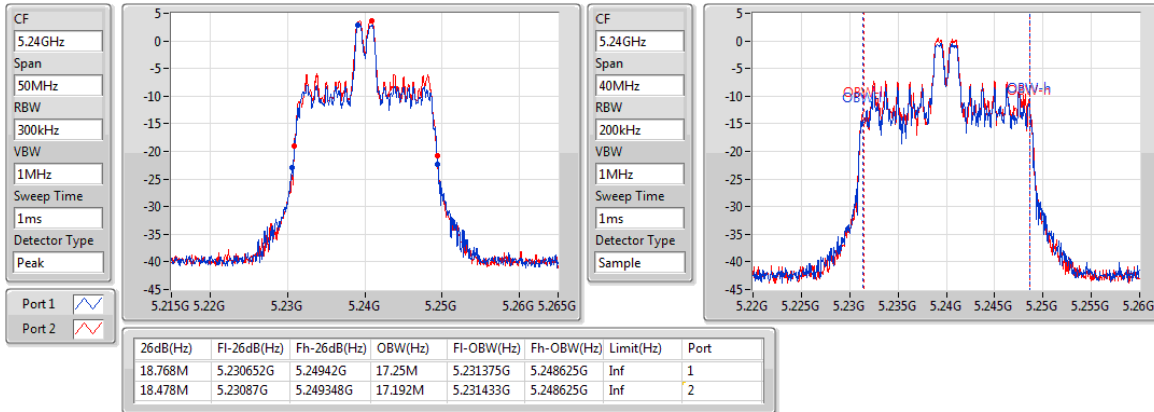 CF
5.24GHz
Span
50MHz
RBW
300kHz
VBW
1MHz
Sweep Time
1ms
Detector Type
Peak
Port 1
Port 2
5
0
-5
-10
-15
-20
-25
-30
-35
-40
-45
5.215G 5.22G 5.23G 5.24G 5.25G 5.26G 5.265G
CF
5.24GHz
Span
40MHz
RBW
200kHz
VBW
1MHz
Sweep Time
1ms
Detector Type
Sample
5
0
-5
-10
-15
-20
-25
-30
-35
-40
-45
OBW-h
5.22G 5.225G 5.23G 5.235G 5.24G 5.245G 5.25G 5.255G 5.26G
26dB(Hz) Fl-26dB(Hz) Fh-26dB(Hz) OBW(Hz) Fl-OBW(Hz) Fh-OBW(Hz) Limit(Hz) Port
18.768M 5.230652G 5.24942G 17.25M 5.231375G 5.248625G Inf 1
18.478M 5.23087G 5.249348G 17.192M 5.231433G 5.248625G Inf 2